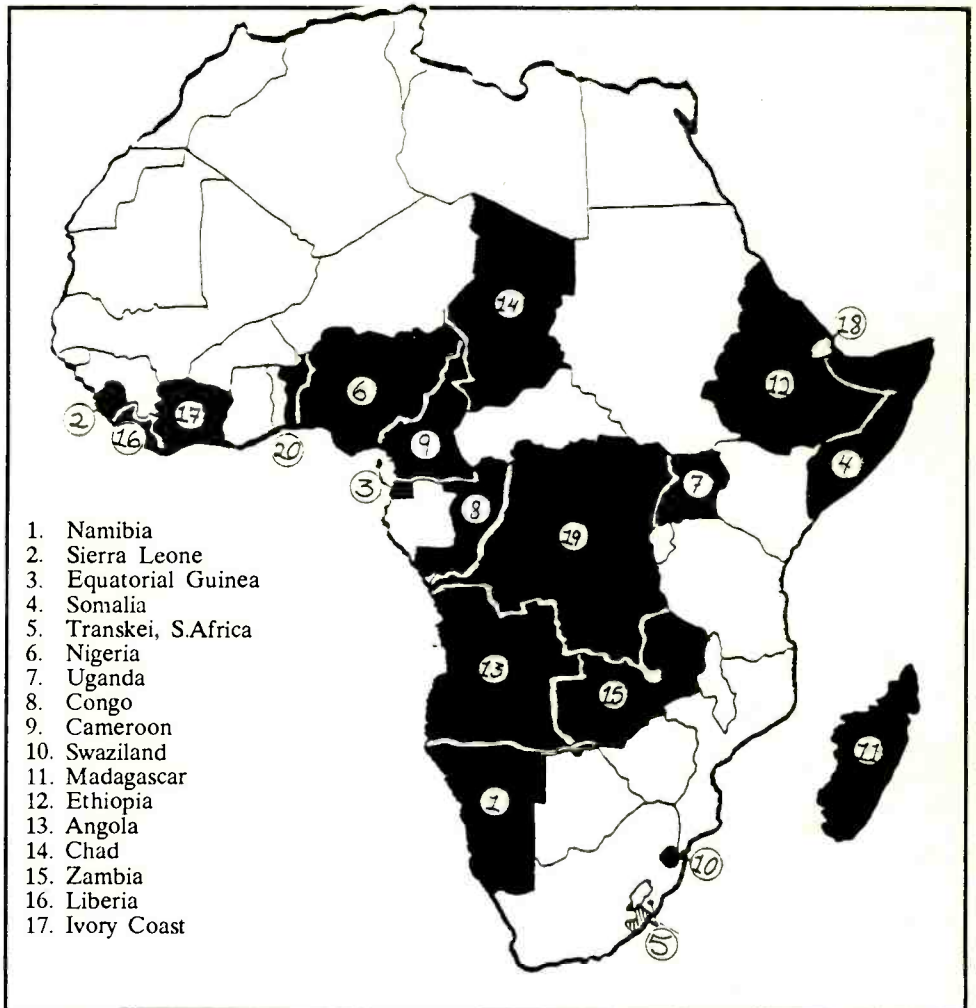 14
18
6
12
2
17
16
20
9
4
3
8
7
19
1. Namibia
2. Sierra Leone
3. Equatorial Guinea
4. Somalia
5. Transkei, S.Africa
6. Nigeria
7. Uganda
8. Congo
9. Cameroon
10. Swaziland
11. Madagascar
12. Ethiopia
13. Angola
14. Chad
15. Zambia
16. Liberia
17. Ivory Coast
13
15
11
1
10
5